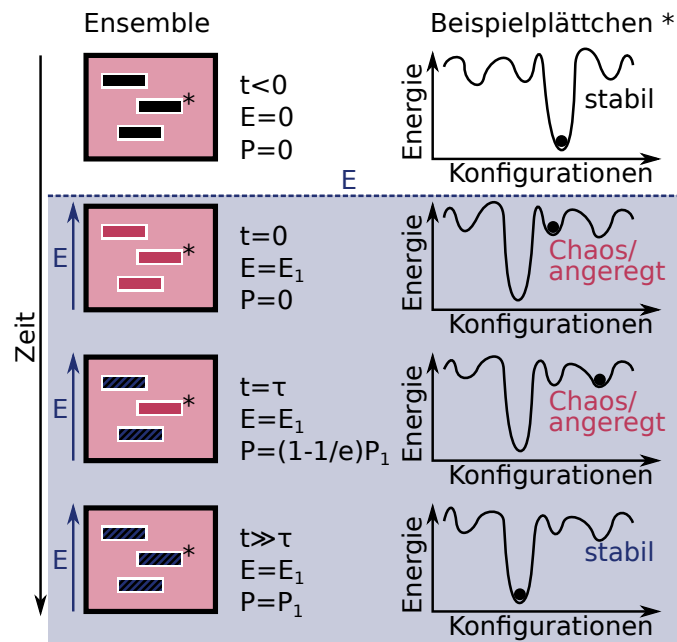 Ensemble
Beispielplättchen *
Zeit
*
t<0
E=0
P=0
Energie
stabil
Konfigurationen
E
E
*
t=0
E=E₁
P=0
Energie
Chaos/
angeregt
Konfigurationen
E
*
t=τ
E=E₁
P=(1-1/e)P₁
Energie
Chaos/
angeregt
Konfigurationen
E
*
t≫τ
E=E₁
P=P₁
Energie
stabil
Konfigurationen